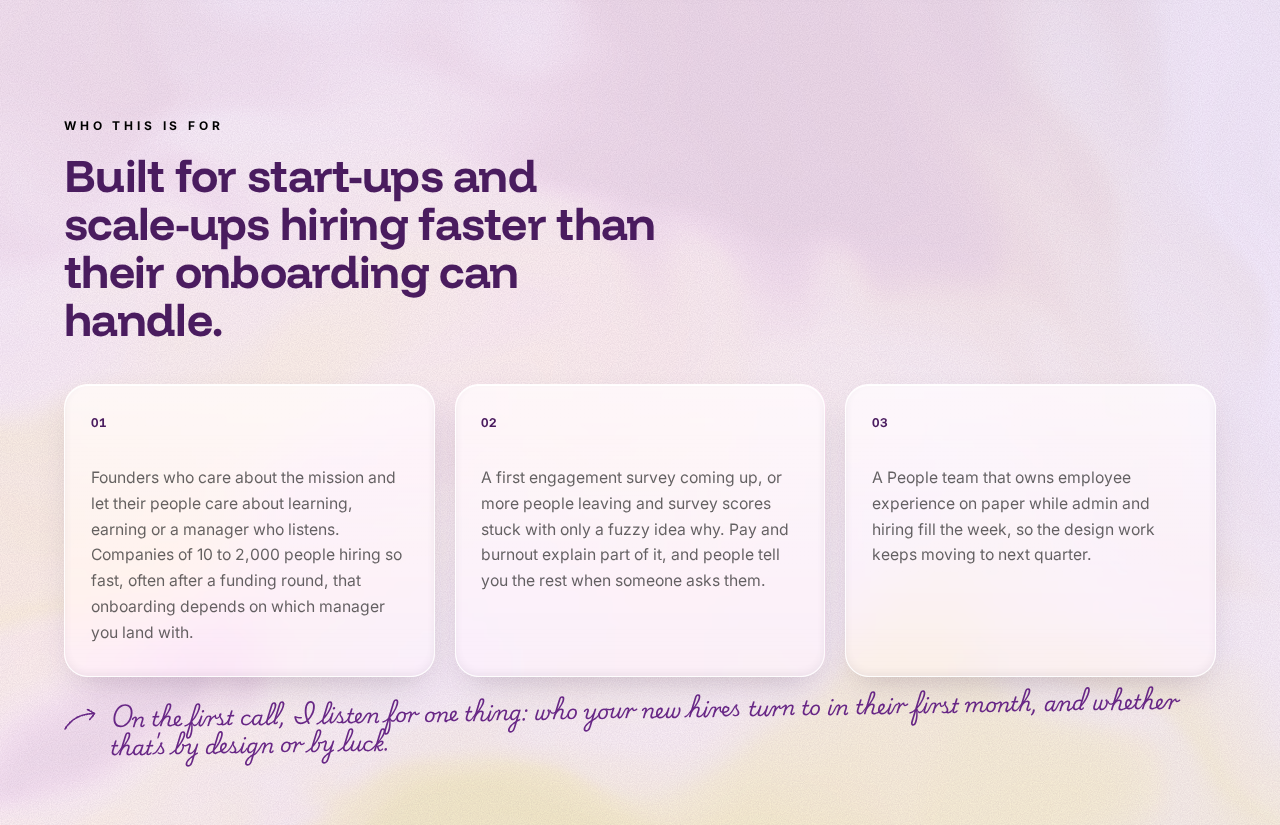 WHO THIS IS FOR
Built for start-ups and
scale-ups hiring faster than
their onboarding can
handle.
01
Founders who care about the mission and
let their people care about learning,
earning or a manager who listens.
Companies of 10 to 2,000 people hiring so
fast, often after a funding round, that
onboarding depends on which manager
you land with.
02
A first engagement survey coming up, or
more people leaving and survey scores
stuck with only a fuzzy idea why. Pay and
burnout explain part of it, and people tell
you the rest when someone asks them.
03
A People team that owns employee
experience on paper while admin and
hiring fill the week, so the design work
keeps moving to next quarter.
On the first call, I listen for one thing: who your new hires turn to in their first month, and whether
that's by design or by luck.